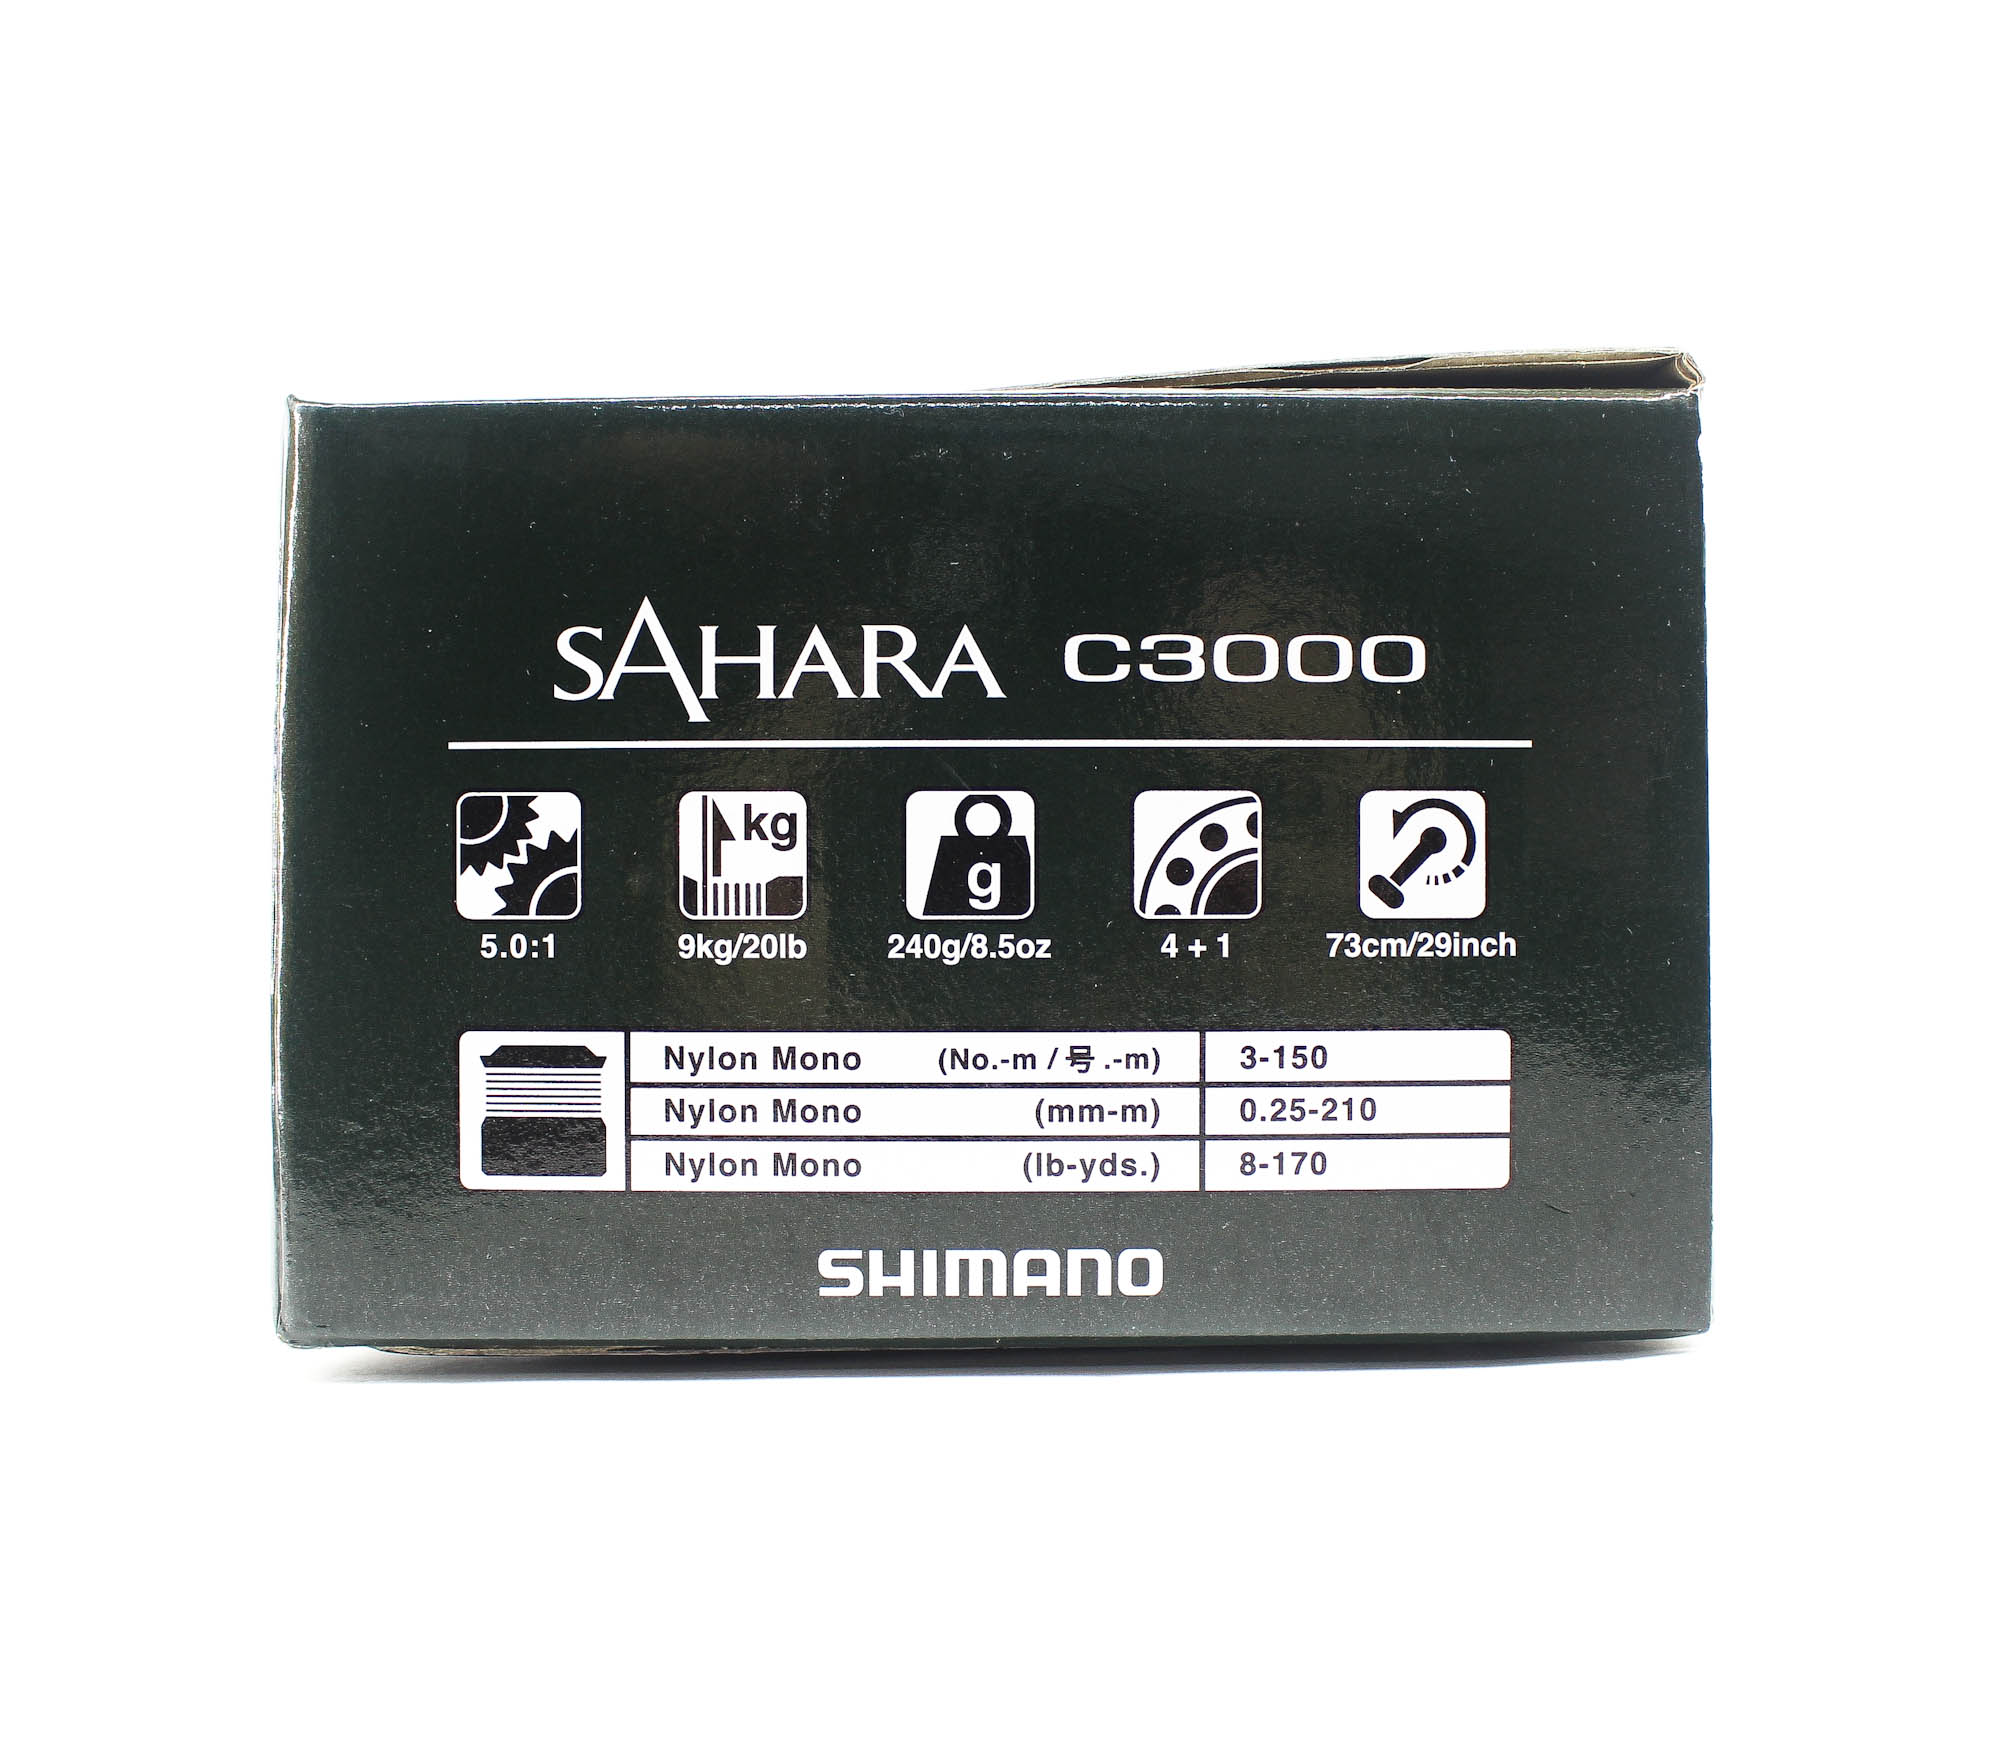 SAHARA C3000
kg
g
5.0:1 9kg/20lb 240g/8.5oz 4 + 1 73cm/29inch
Nylon Mono (No.-m / 号.-m) 3-150
Nylon Mono (mm-m) 0.25-210
Nylon Mono (lb-yds.) 8-170
SHIMANO